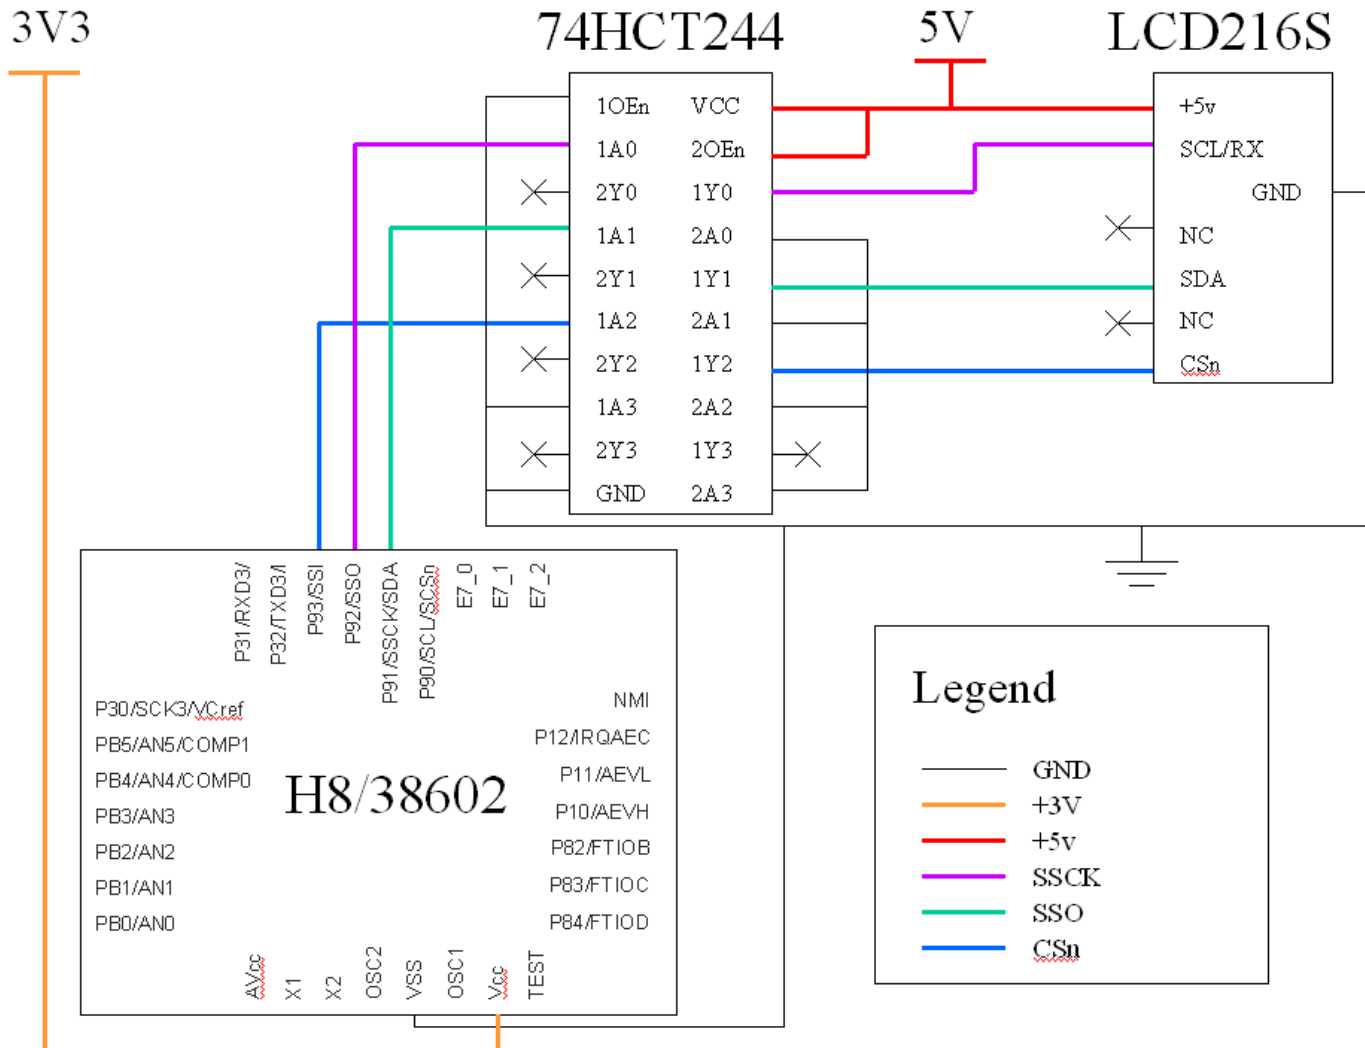 3V3
74HCT244
5V
LCD216S
1OEn VCC
1A0 2OEn
2Y0 1Y0
1A1 2A0
2Y1 1Y1
1A2 2A1
2Y2 1Y2
1A3 2A2
2Y3 1Y3
GND 2A3
+5v
SCL/RX
GND
NC
SDA
NC
CSn
P31/RXD3/
P32/TXD3/I
P93/SSI
P92/SSO
P91/SSCK/SDA
P90/SCL/SCSn
E7_0
E7_1
E7_2
P30/SCK3/VCref
PB5/AN5/COMP1
PB4/AN4/COMP0
PB3/AN3
PB2/AN2
PB1/AN1
PB0/AN0
H8/38602
NMI
P12/IRQAEC
P11/AEVL
P10/AEVH
P82/FTIOB
P83/FTIOC
P84/FTIOD
AVcc
X1
X2
OSC2
VSS
OSC1
Vcc
TEST
Legend
GND
+3V
+5v
SSCK
SSO
CSn